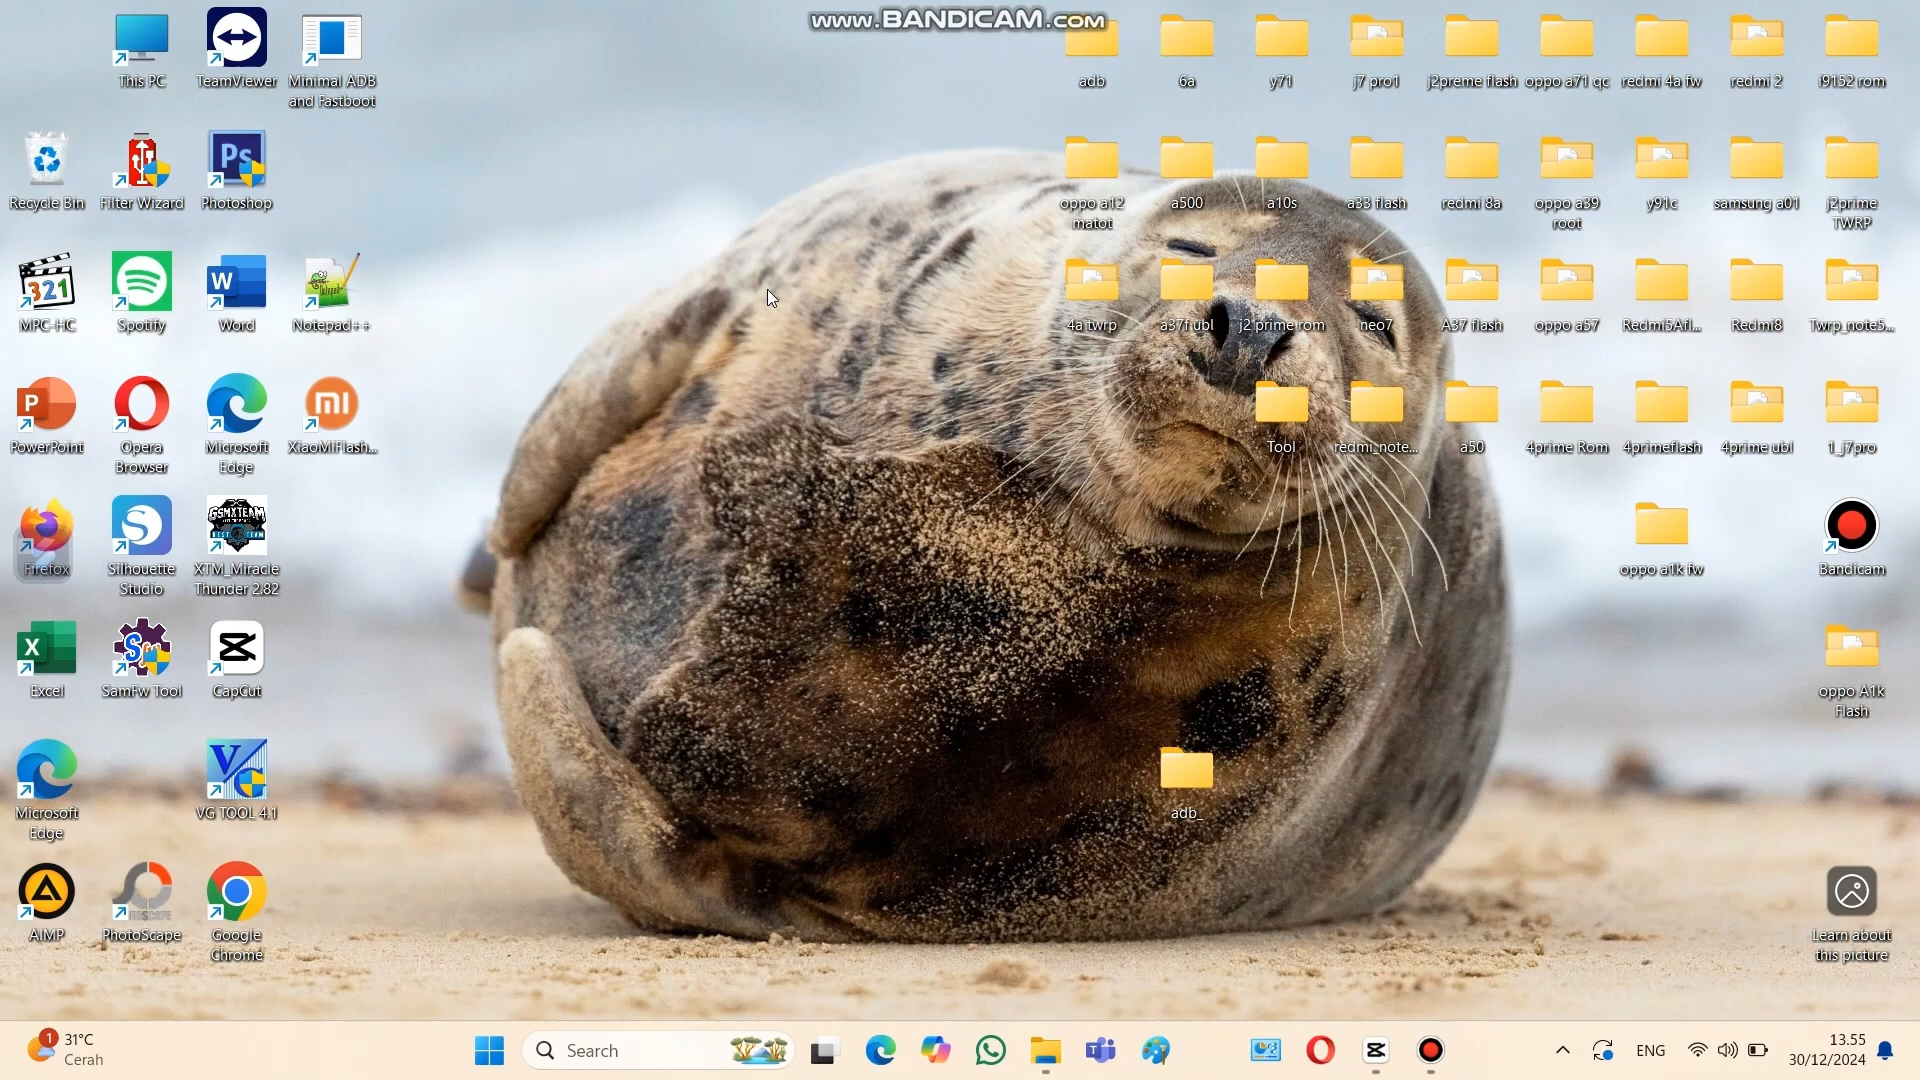 www.BANDICAM.com
This PC
TeamViewer
Minimal ADB
and Fastboot
adb
6a
y71
j7 pro1
j2preme flash
oppo a71 qc
redmi 4a fw
redmi 2
i9152 rom
Recycle Bin
Filter Wizard
Photoshop
oppo a12
matot
a500
a10s
a33 flash
redmi 8a
oppo a39
root
y91c
samsung a01
j2prime
TWRP
MPC-HC
Spotify
Word
Notepad++
4a twrp
a37f ubl
j2 prime rom
neo7
A37 flash
oppo a57
Redmi5Afl...
Redmi8
Twrp_note5...
PowerPoint
Opera
Browser
Microsoft
Edge
XiaoMiFlash...
Tool
redmi_note...
a50
4prime Rom
4primeflash
4prime ubl
1_j7pro
Firefox
Silhouette
Studio
XTM_Miracle
Thunder 2.82
oppo a1k fw
Bandicam
Excel
SamFw Tool
CapCut
oppo A1k
Flash
Microsoft
Edge
VG TOOL 4.1
adb_
AIMP
PhotoScape
Google
Chrome
Learn about
this picture
1
31°C
Cerah
Search
ENG
13.55
30/12/2024